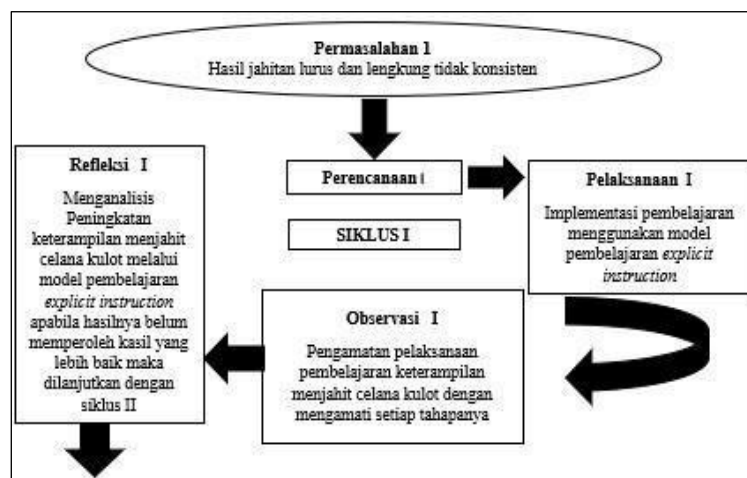 Permasalahan 1
Hasil jahitan lurus dan lengkung tidak konsisten
Perencanaan i
Pelaksanaan I
Implementasi pembelajaran
menggunakan model
pembelajaran explicit
instruction
SIKLUS I
Observasi I
Pengamatan pelaksanaan
pembelajaran keterampilan
menjahit celana kulot dengan
mengamati setiap tahapanya
Refleksi I
Menganalisis
Peningkatan
keterampilan menjahit
celana kulot melalui
model pembelajaran
explicit instruction
apabila hasilnya belum
memperoleh kasil yang
lebih baik maka
dilanjutkan dengan
siklus II